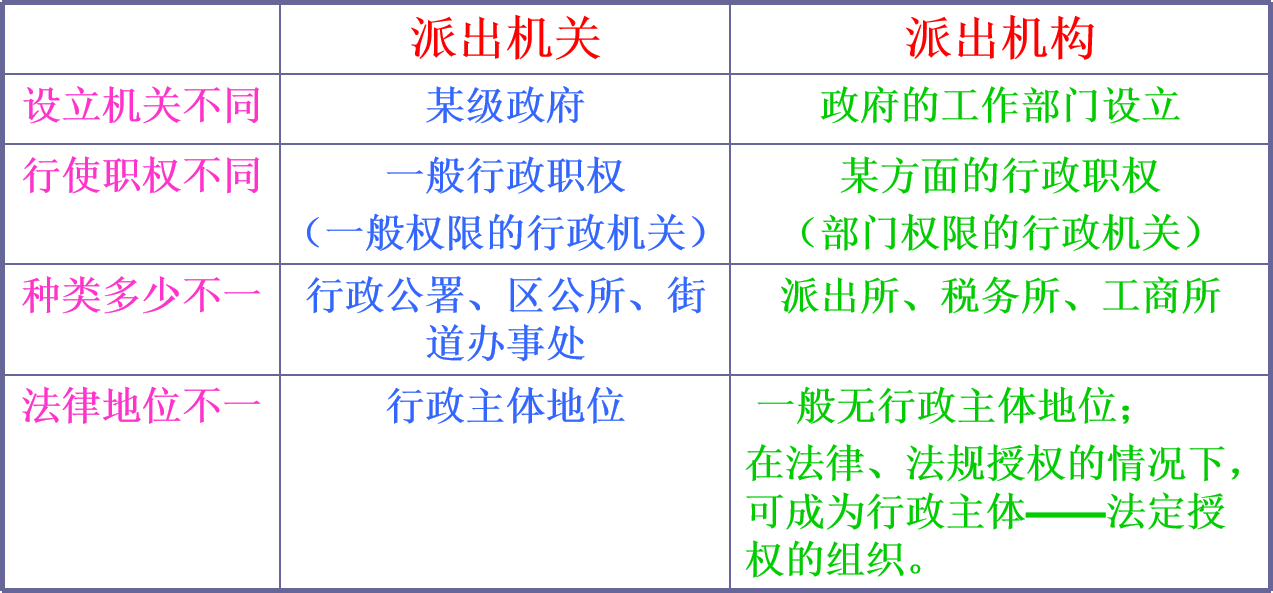 派出机关
派出机构
设立机关不同
某级政府
政府的工作部门设立
行使职权不同
一般行政职权
（一般权限的行政机关）
某方面的行政职权
（部门权限的行政机关）
种类多少不一
行政公署、区公所、街
道办事处
派出所、税务所、工商所
法律地位不一
行政主体地位
一般无行政主体地位；
在法律、法规授权的情况下，
可成为行政主体——法定授
权的组织。